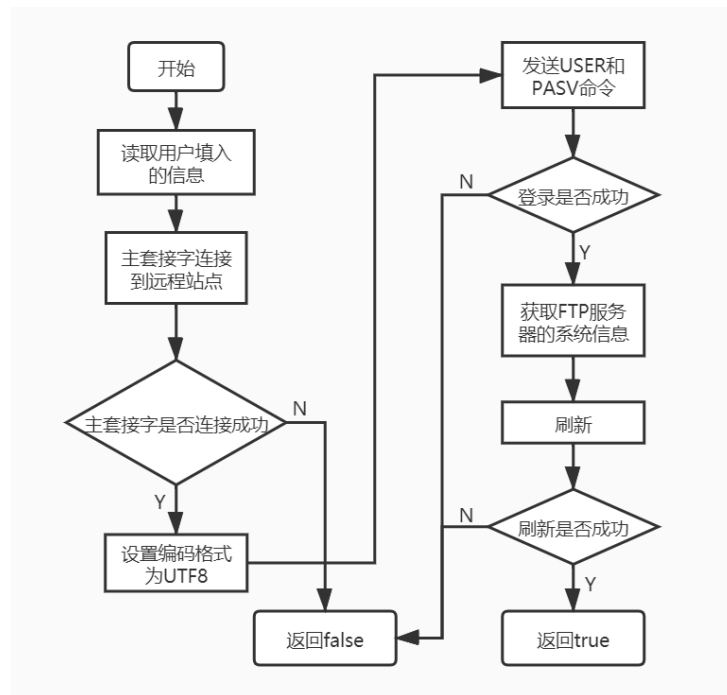 开始
读取用户填入
的信息
主套接字连接
到远程站点
主套接字是否连接成功
N
Y
设置编码格式
为UTF8
返回false
发送USER和
PASV命令
N
登录是否成功
Y
获取FTP服务
器的系统信息
刷新
N
刷新是否成功
Y
返回true